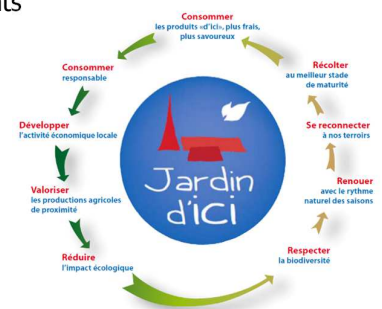 Consommer
les produits «d'ici», plus frais,
plus savoureux
Consommer
responsable
Développer
l'activité économique locale
Valoriser
les productions agricoles
de proximité
Réduire
l'impact écologique
Respecter
la biodiversité
Renouer
avec le rythme
naturel des saisons
Se reconnecter
à nos terroirs
Récolter
au meilleur stade
de maturité
Jardin
d'ici